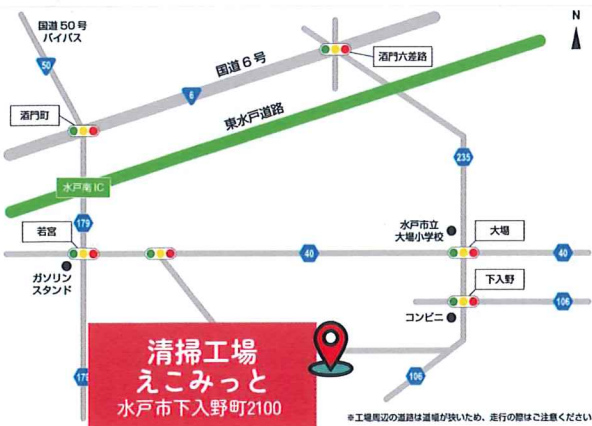 国道50号
バイパス
N
50
国道6号
酒門六差路
6
酒門町
東水戸道路
235
水戸南IC
179
若宮
水戸市立
大場小学校
大場
40
40
ガソリン
スタンド
下入野
106
コンビニ
清掃工場
えこみっと
水戸市下入野町2100
106
※工場周辺の道路は道幅が狭いため、走行の際はご注意ください